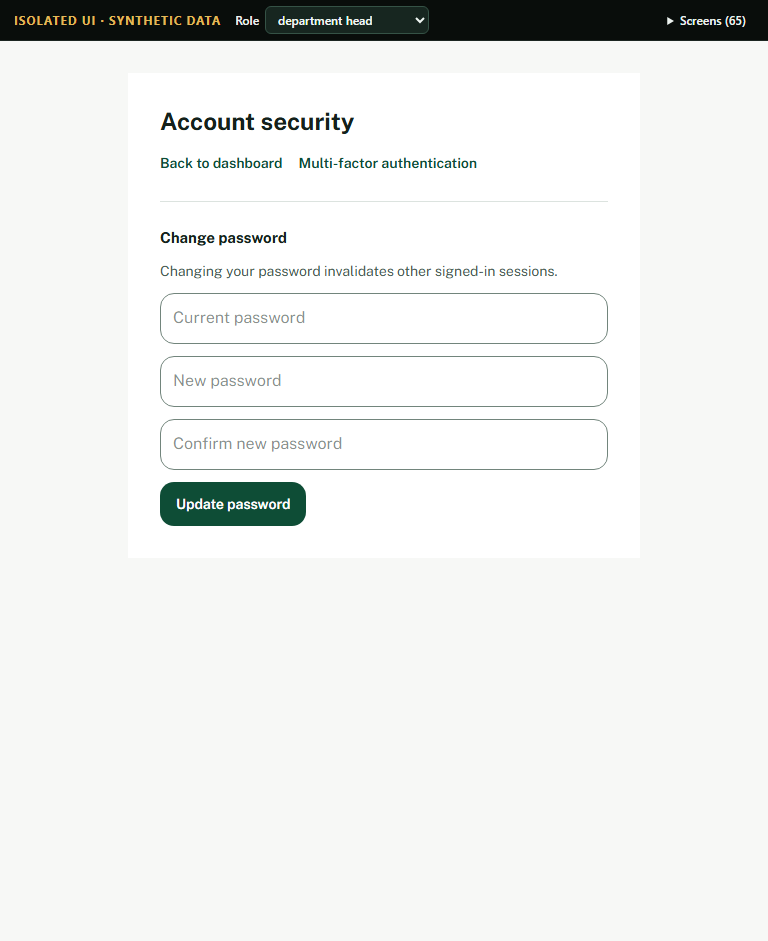 ISOLATED UI · SYNTHETIC DATA Role department head ▶ Screens (65)
Account security
Back to dashboard Multi-factor authentication
Change password
Changing your password invalidates other signed-in sessions.
Current password
New password
Confirm new password
Update password